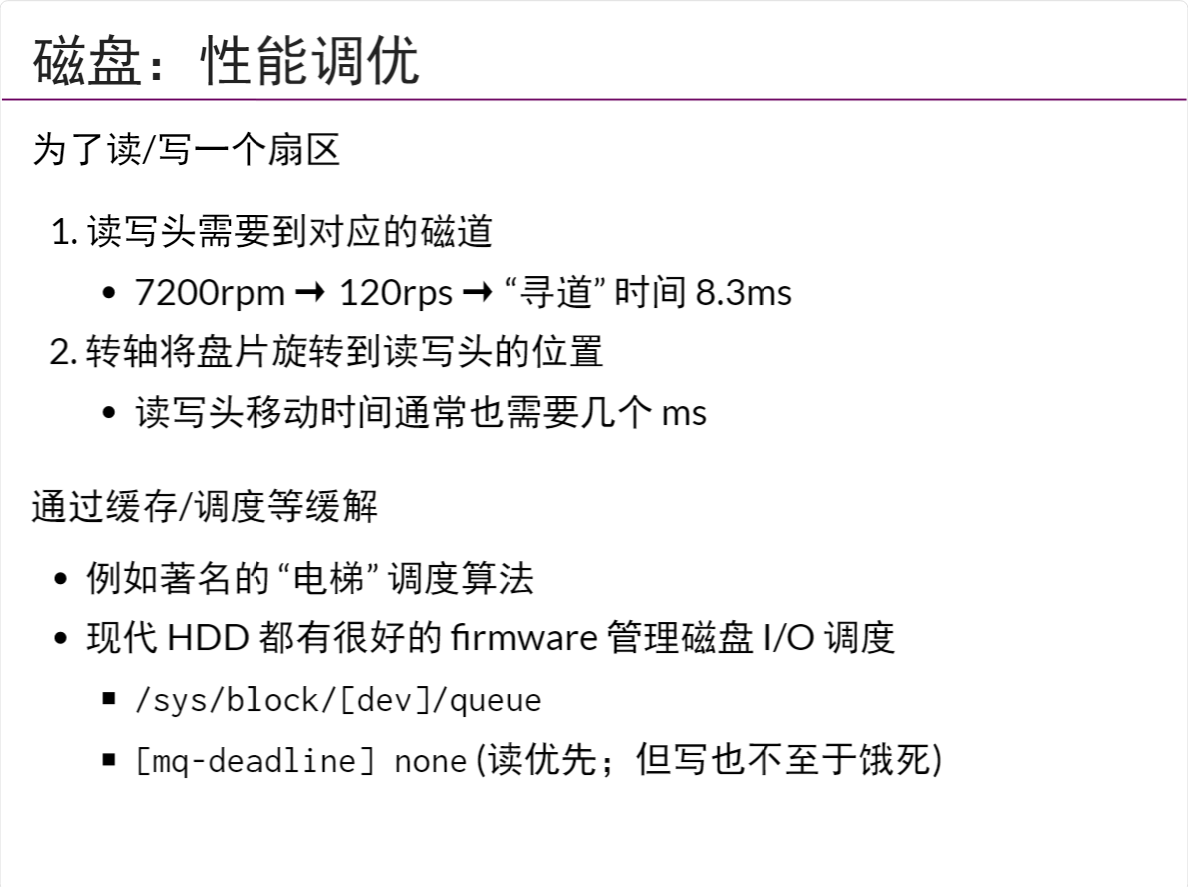 磁盘：性能调优
为了读/写一个扇区
1. 读写头需要到对应的磁道
• 7200rpm → 120rps → “寻道” 时间 8.3ms
2. 转轴将盘片旋转到读写头的位置
• 读写头移动时间通常也需要几个 ms
通过缓存/调度等缓解
• 例如著名的 “电梯” 调度算法
• 现代 HDD 都有很好的 firmware 管理磁盘 I/O 调度
▪ /sys/block/[dev]/queue
▪ [mq-deadline] none (读优先；但写也不至于饿死)